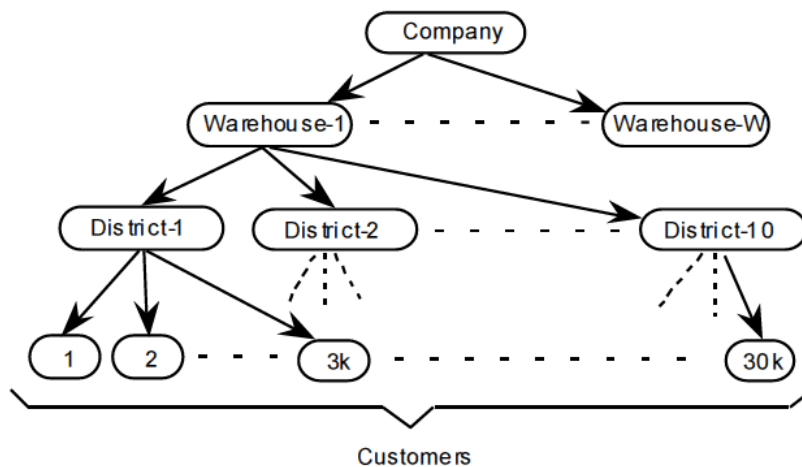 Company
Warehouse-1
Warehouse-W
District-1
District-2
District-10
1
2
3k
30k
Customers